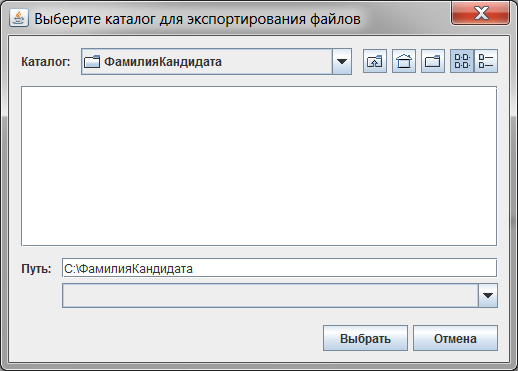 Выберите каталог для экспортирования файлов
Каталог: ФамилияКандидата
Путь: C:\ФамилияКандидата
Выбрать Отмена